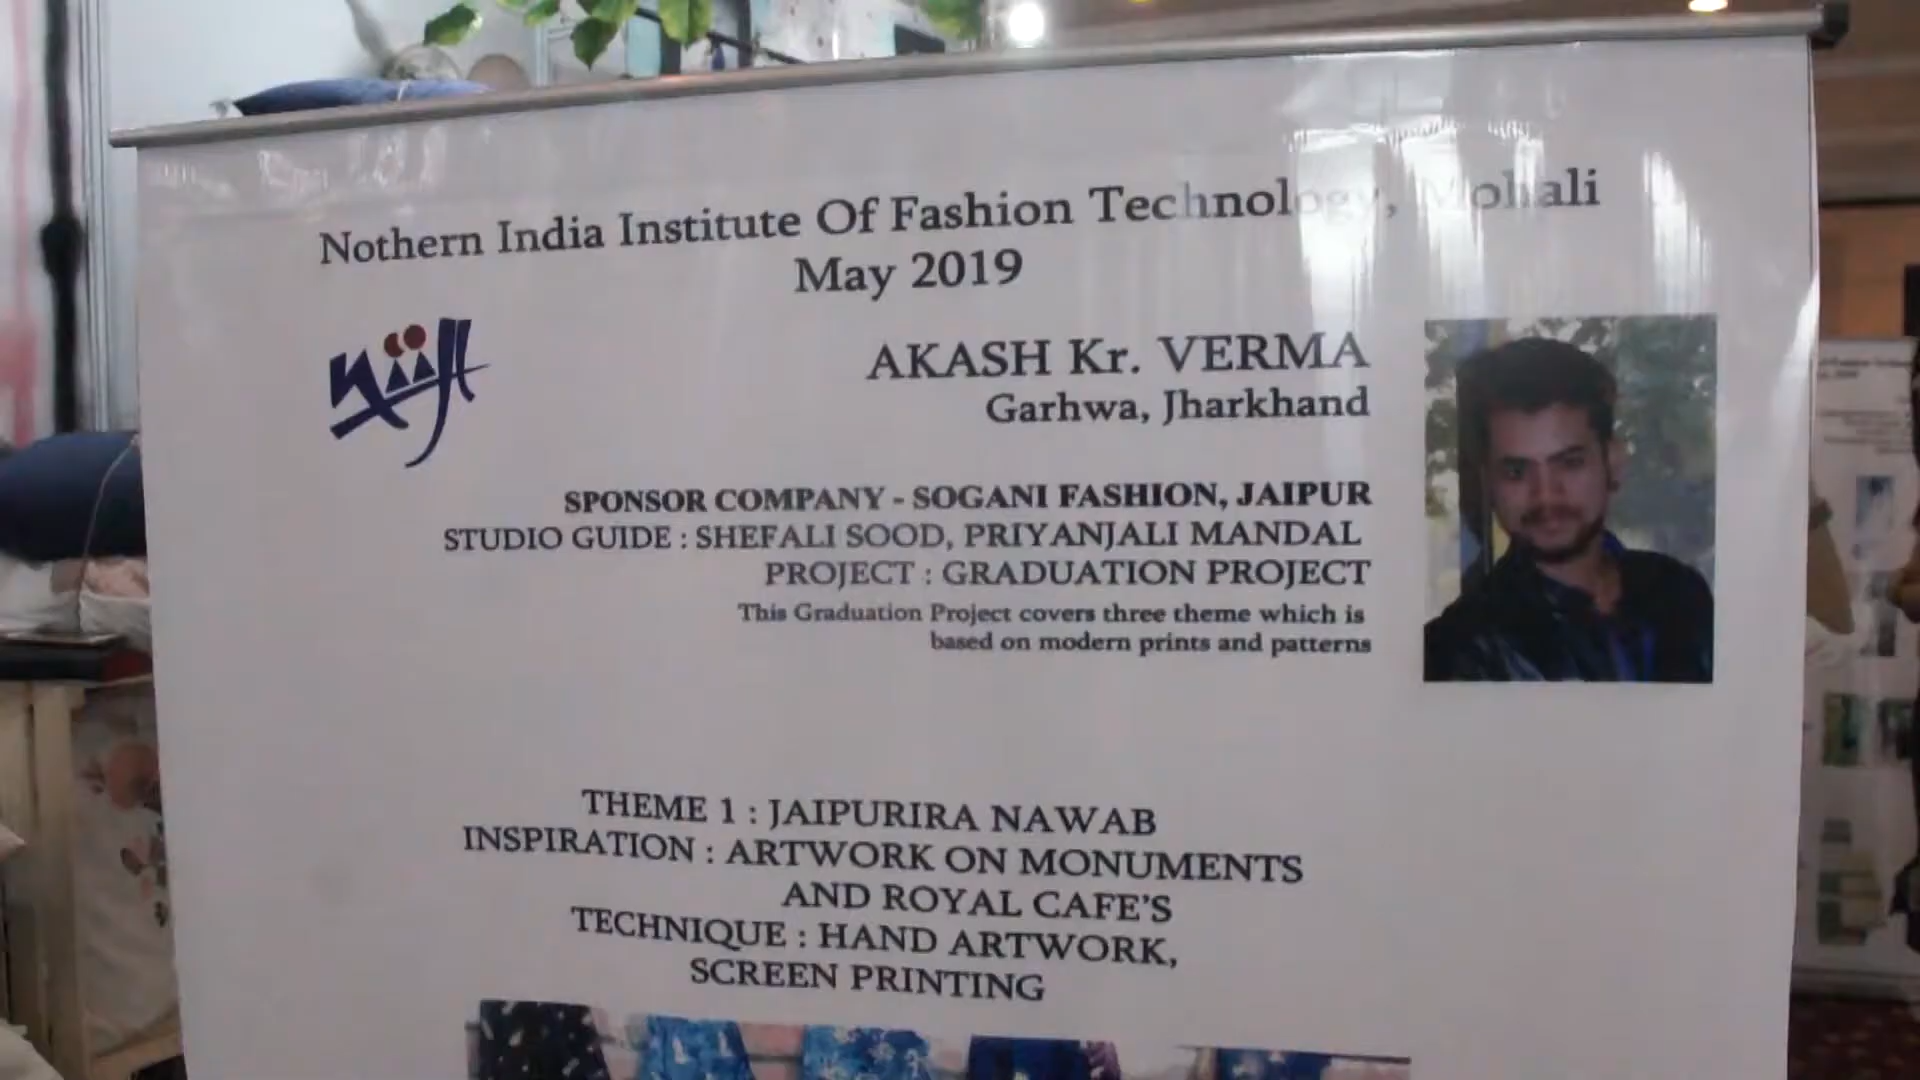 Nothern India Institute Of Fashion Technology, Mohali
May 2019
niift
AKASH Kr. VERMA
Garhwa, Jharkhand
SPONSOR COMPANY - SOGANI FASHION, JAIPUR
STUDIO GUIDE : SHEFALI SOOD, PRIYANJALI MANDAL
PROJECT : GRADUATION PROJECT
This Graduation Project covers three theme which is
based on modern prints and patterns
THEME 1 : JAIPURIRA NAWAB
INSPIRATION : ARTWORK ON MONUMENTS
AND ROYAL CAFE'S
TECHNIQUE : HAND ARTWORK,
SCREEN PRINTING